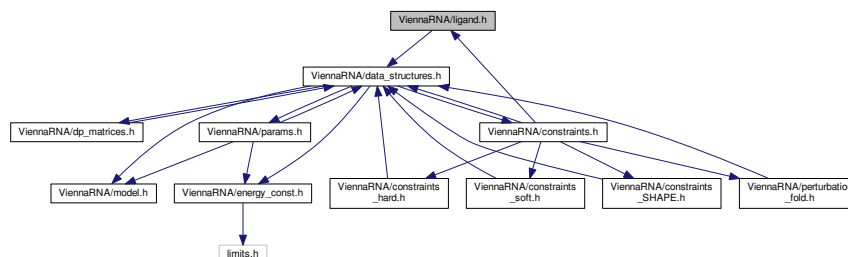 ViennaRNA/ligand.h
ViennaRNA/data_structures.h
ViennaRNA/dp_matrices.h
ViennaRNA/params.h
ViennaRNA/constraints.h
ViennaRNA/model.h
ViennaRNA/energy_const.h
ViennaRNA/constraints
_hard.h
ViennaRNA/constraints
_soft.h
ViennaRNA/constraints
_SHAPE.h
ViennaRNA/perturbation
_fold.h
limits.h